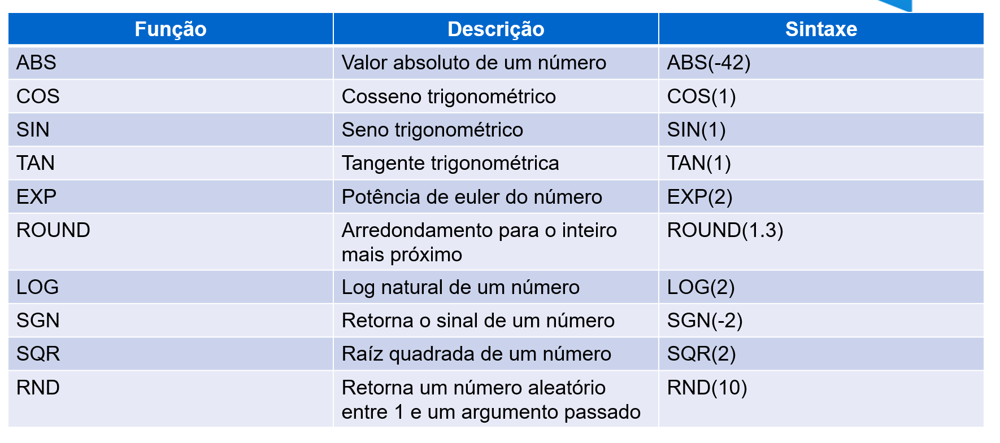 Função Descrição Sintaxe
ABS Valor absoluto de um número ABS(-42)
COS Cosseno trigonométrico COS(1)
SIN Seno trigonométrico SIN(1)
TAN Tangente trigonométrica TAN(1)
EXP Potência de euler do número EXP(2)
ROUND Arredondamento para o inteiro ROUND(1.3)
mais próximo
LOG Log natural de um número LOG(2)
SGN Retorna o sinal de um número SGN(-2)
SQR Raíz quadrada de um número SQR(2)
RND Retorna um número aleatório RND(10)
entre 1 e um argumento passado